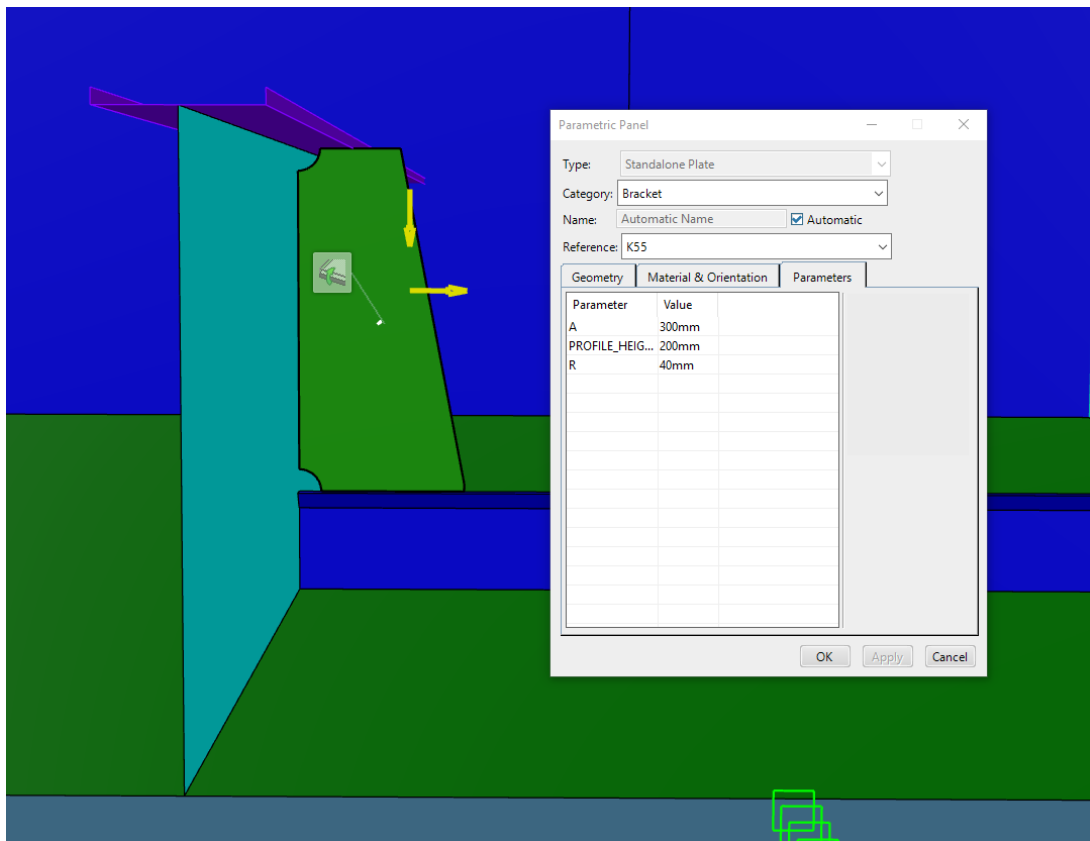 Parametric Panel
Type: Standalone Plate
Category: Bracket
Name: Automatic Name Automatic
Reference: K55
Geometry Material & Orientation Parameters
Parameter Value
A 300mm
PROFILE_HEIG... 200mm
R 40mm
OK Apply Cancel